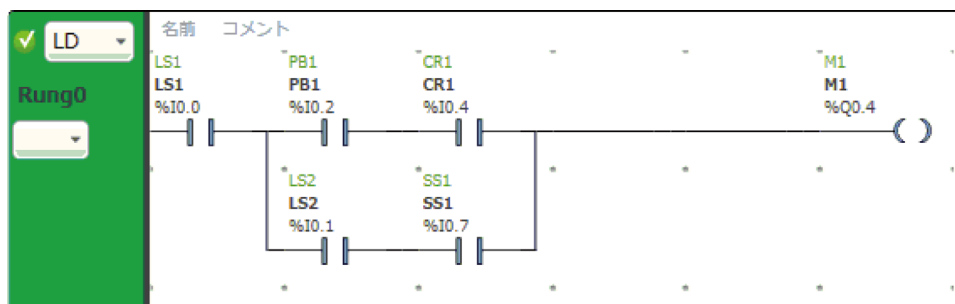 LD
Rung0
名前 コメント
LS1 PB1 CR1 M1
LS1 PB1 CR1 M1
%I0.0 %I0.2 %I0.4 %Q0.4
LS2 SS1
LS2 SS1
%I0.1 %I0.7